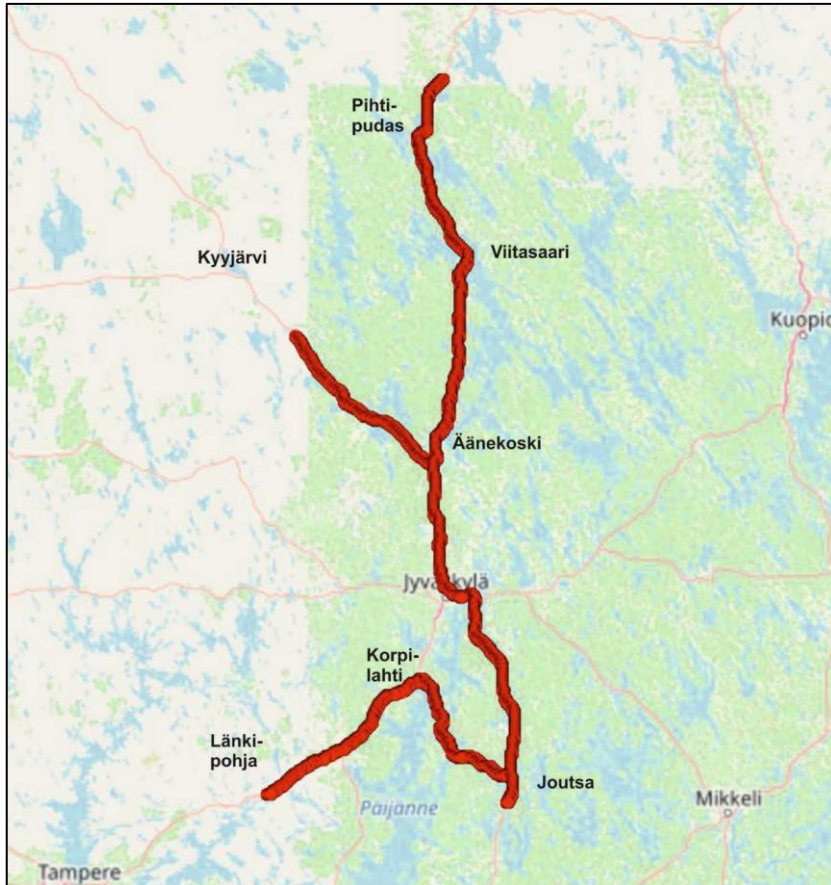 Pihti-
pudas
Viitasaari
Kyyjärvi
Kuopio
Äänekoski
Jyväskylä
Korpi-
lahti
Länki-
pohja
Joutsa
Päijänne
Mikkeli
Tampere